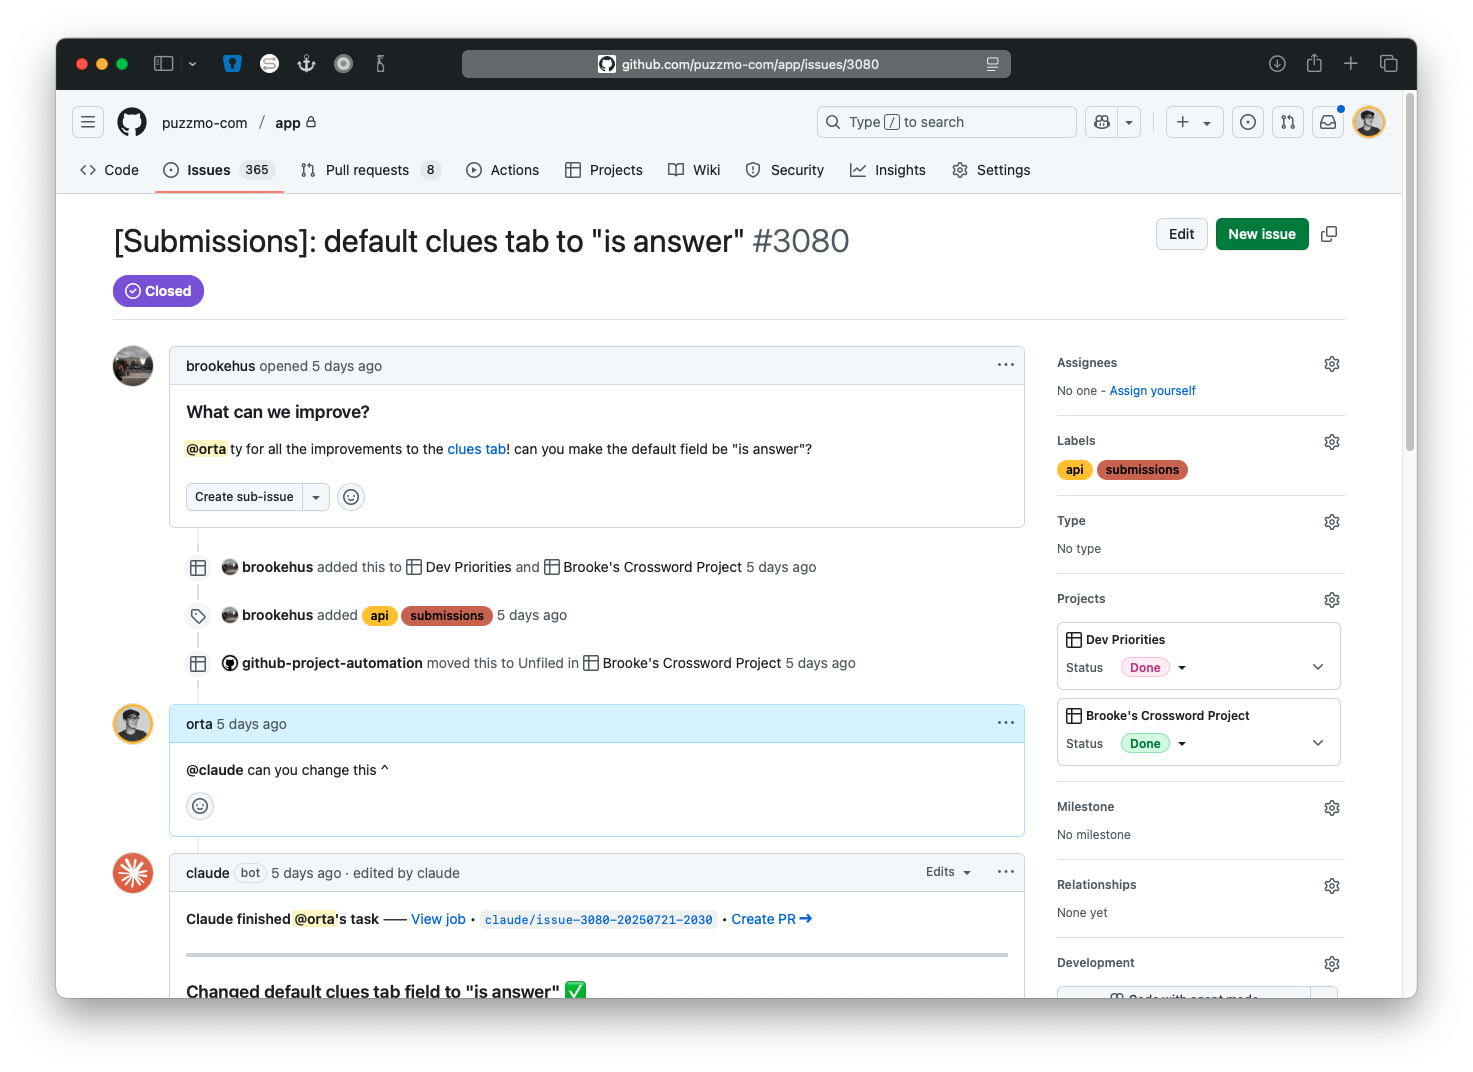 github.com/puzzmo-com/app/issues/3080
puzzmo-com / app
Type / to search
Code
Issues 365
Pull requests 8
Actions
Projects
Wiki
Security
Insights
Settings
[Submissions]: default clues tab to "is answer" #3080
Edit
New issue
Closed
brookehus opened 5 days ago
What can we improve?
@orta ty for all the improvements to the clues tab! can you make the default field be "is answer"?
Create sub-issue
brookehus added this to Dev Priorities and Brooke's Crossword Project 5 days ago
brookehus added api submissions 5 days ago
github-project-automation moved this to Unfiled in Brooke's Crossword Project 5 days ago
orta 5 days ago
@claude can you change this ^
claude bot 5 days ago · edited by claude
Edits
Claude finished @orta's task —— View job • claude/issue-3080-20250721-2030 • Create PR ➔
Changed default clues tab field to "is answer" ✅
Assignees
No one - Assign yourself
Labels
api submissions
Type
No type
Projects
Dev Priorities
Status Done
Brooke's Crossword Project
Status Done
Milestone
No milestone
Relationships
None yet
Development
Code with agent mode